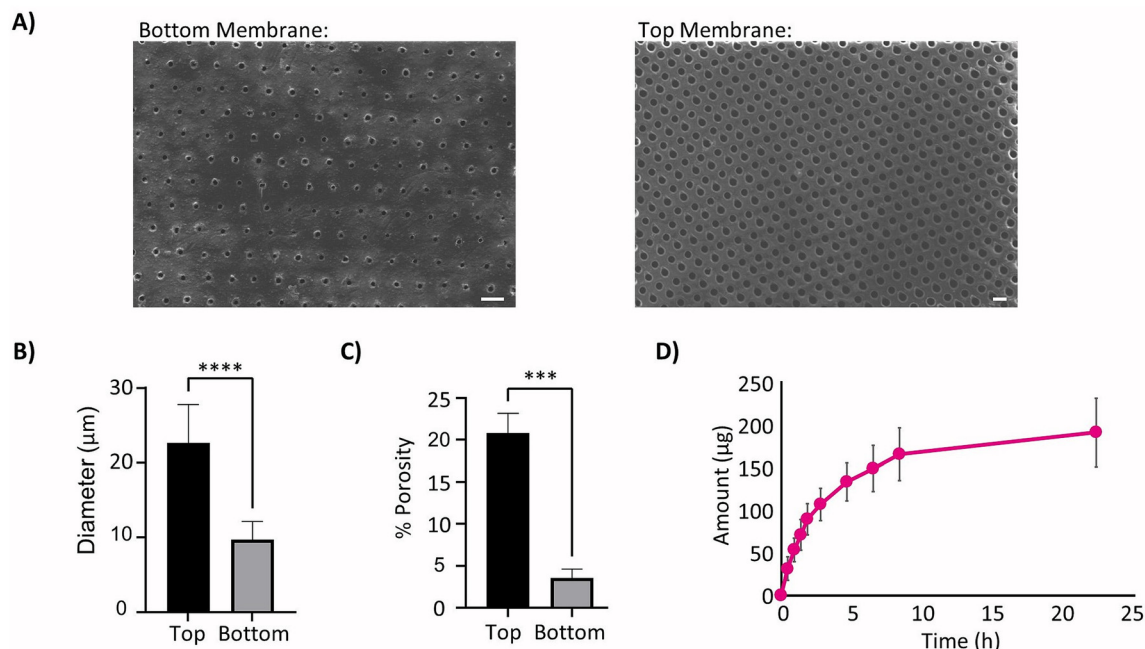 A)
Bottom Membrane:
Top Membrane:
B)
****
30
20
10
0
Diameter (μm)
Top
Bottom
C)
***
25
20
15
10
5
0
% Porosity
Top
Bottom
D)
250
200
150
100
50
0
Amount (μg)
0
5
10
15
20
25
Time (h)